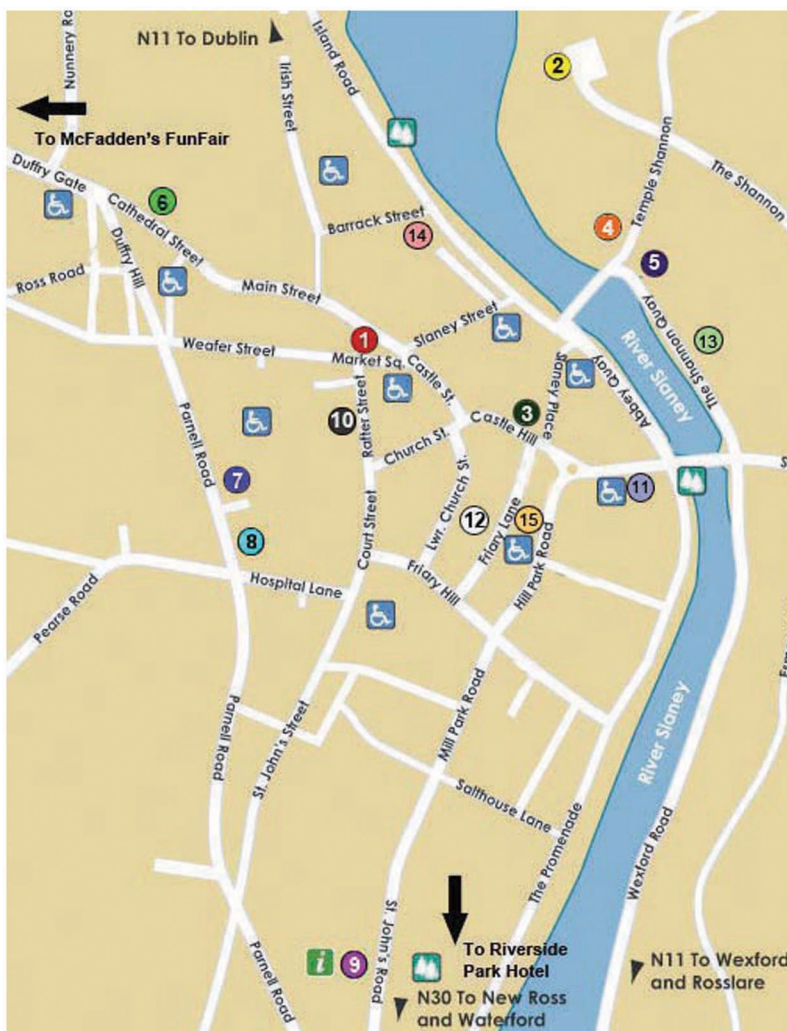 N11 To Dublin
Nunnery Ro
Irish Street
Island Road
2
To McFadden's FunFair
The Shannon
Temple Shannon
Duffry Gate
6
Cathedral Street
Barrack Street
14
4
5
Ross Road
Duffry Hill
Main Street
Slaney Street
The Shannon Quay
13
River Slaney
Weafer Street
1
Market Sq.
Castle St.
Saney Place
Abbey Quay
10
Rafter Street
3
Castle Hill
Church St.
Parnell Road
7
S
11
12
15
Lwr. Church St.
Friary Lane
8
Court Street
Hospital Lane
Friary Hill
Hill Park Road
Pearse Road
Parnell Road
St. John's Street
Mill Park Road
River Slaney
Salthouse Lane
The Promenade
Wexford Road
Parnell Road
i
9
St. John's Road
To Riverside
Park Hotel
N30 To New Ross
and Waterford
N11 To Wexford
and Rosslare